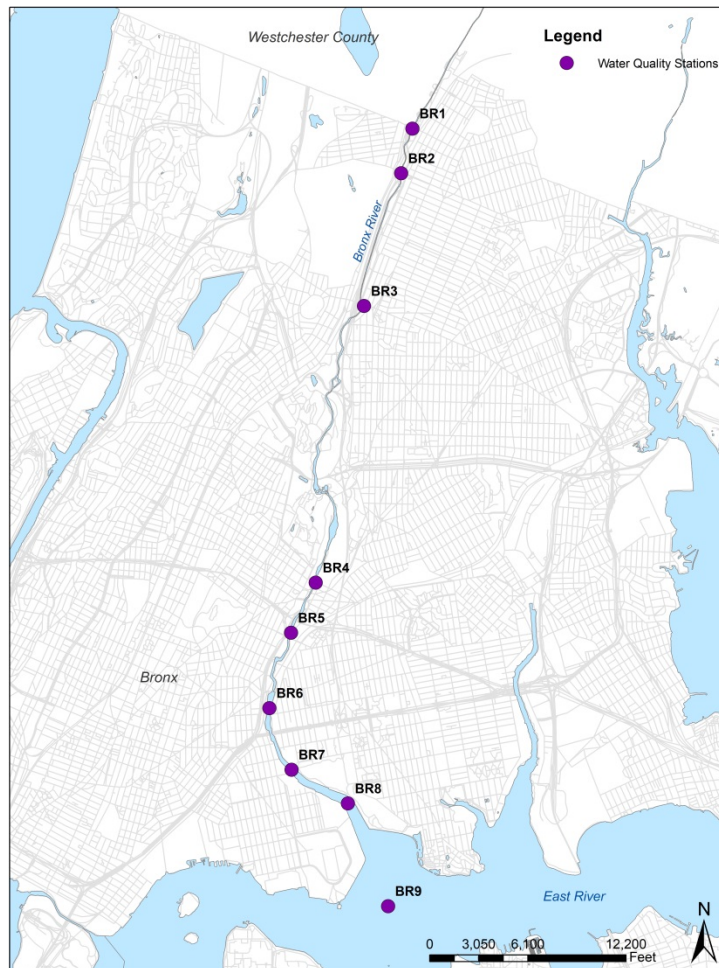 Westchester County
Legend
Water Quality Stations
BR1
BR2
Bronx River
BR3
BR4
BR5
Bronx
BR6
BR7
BR8
BR9
East River
N
0 3,050 6,100 12,200
Feet